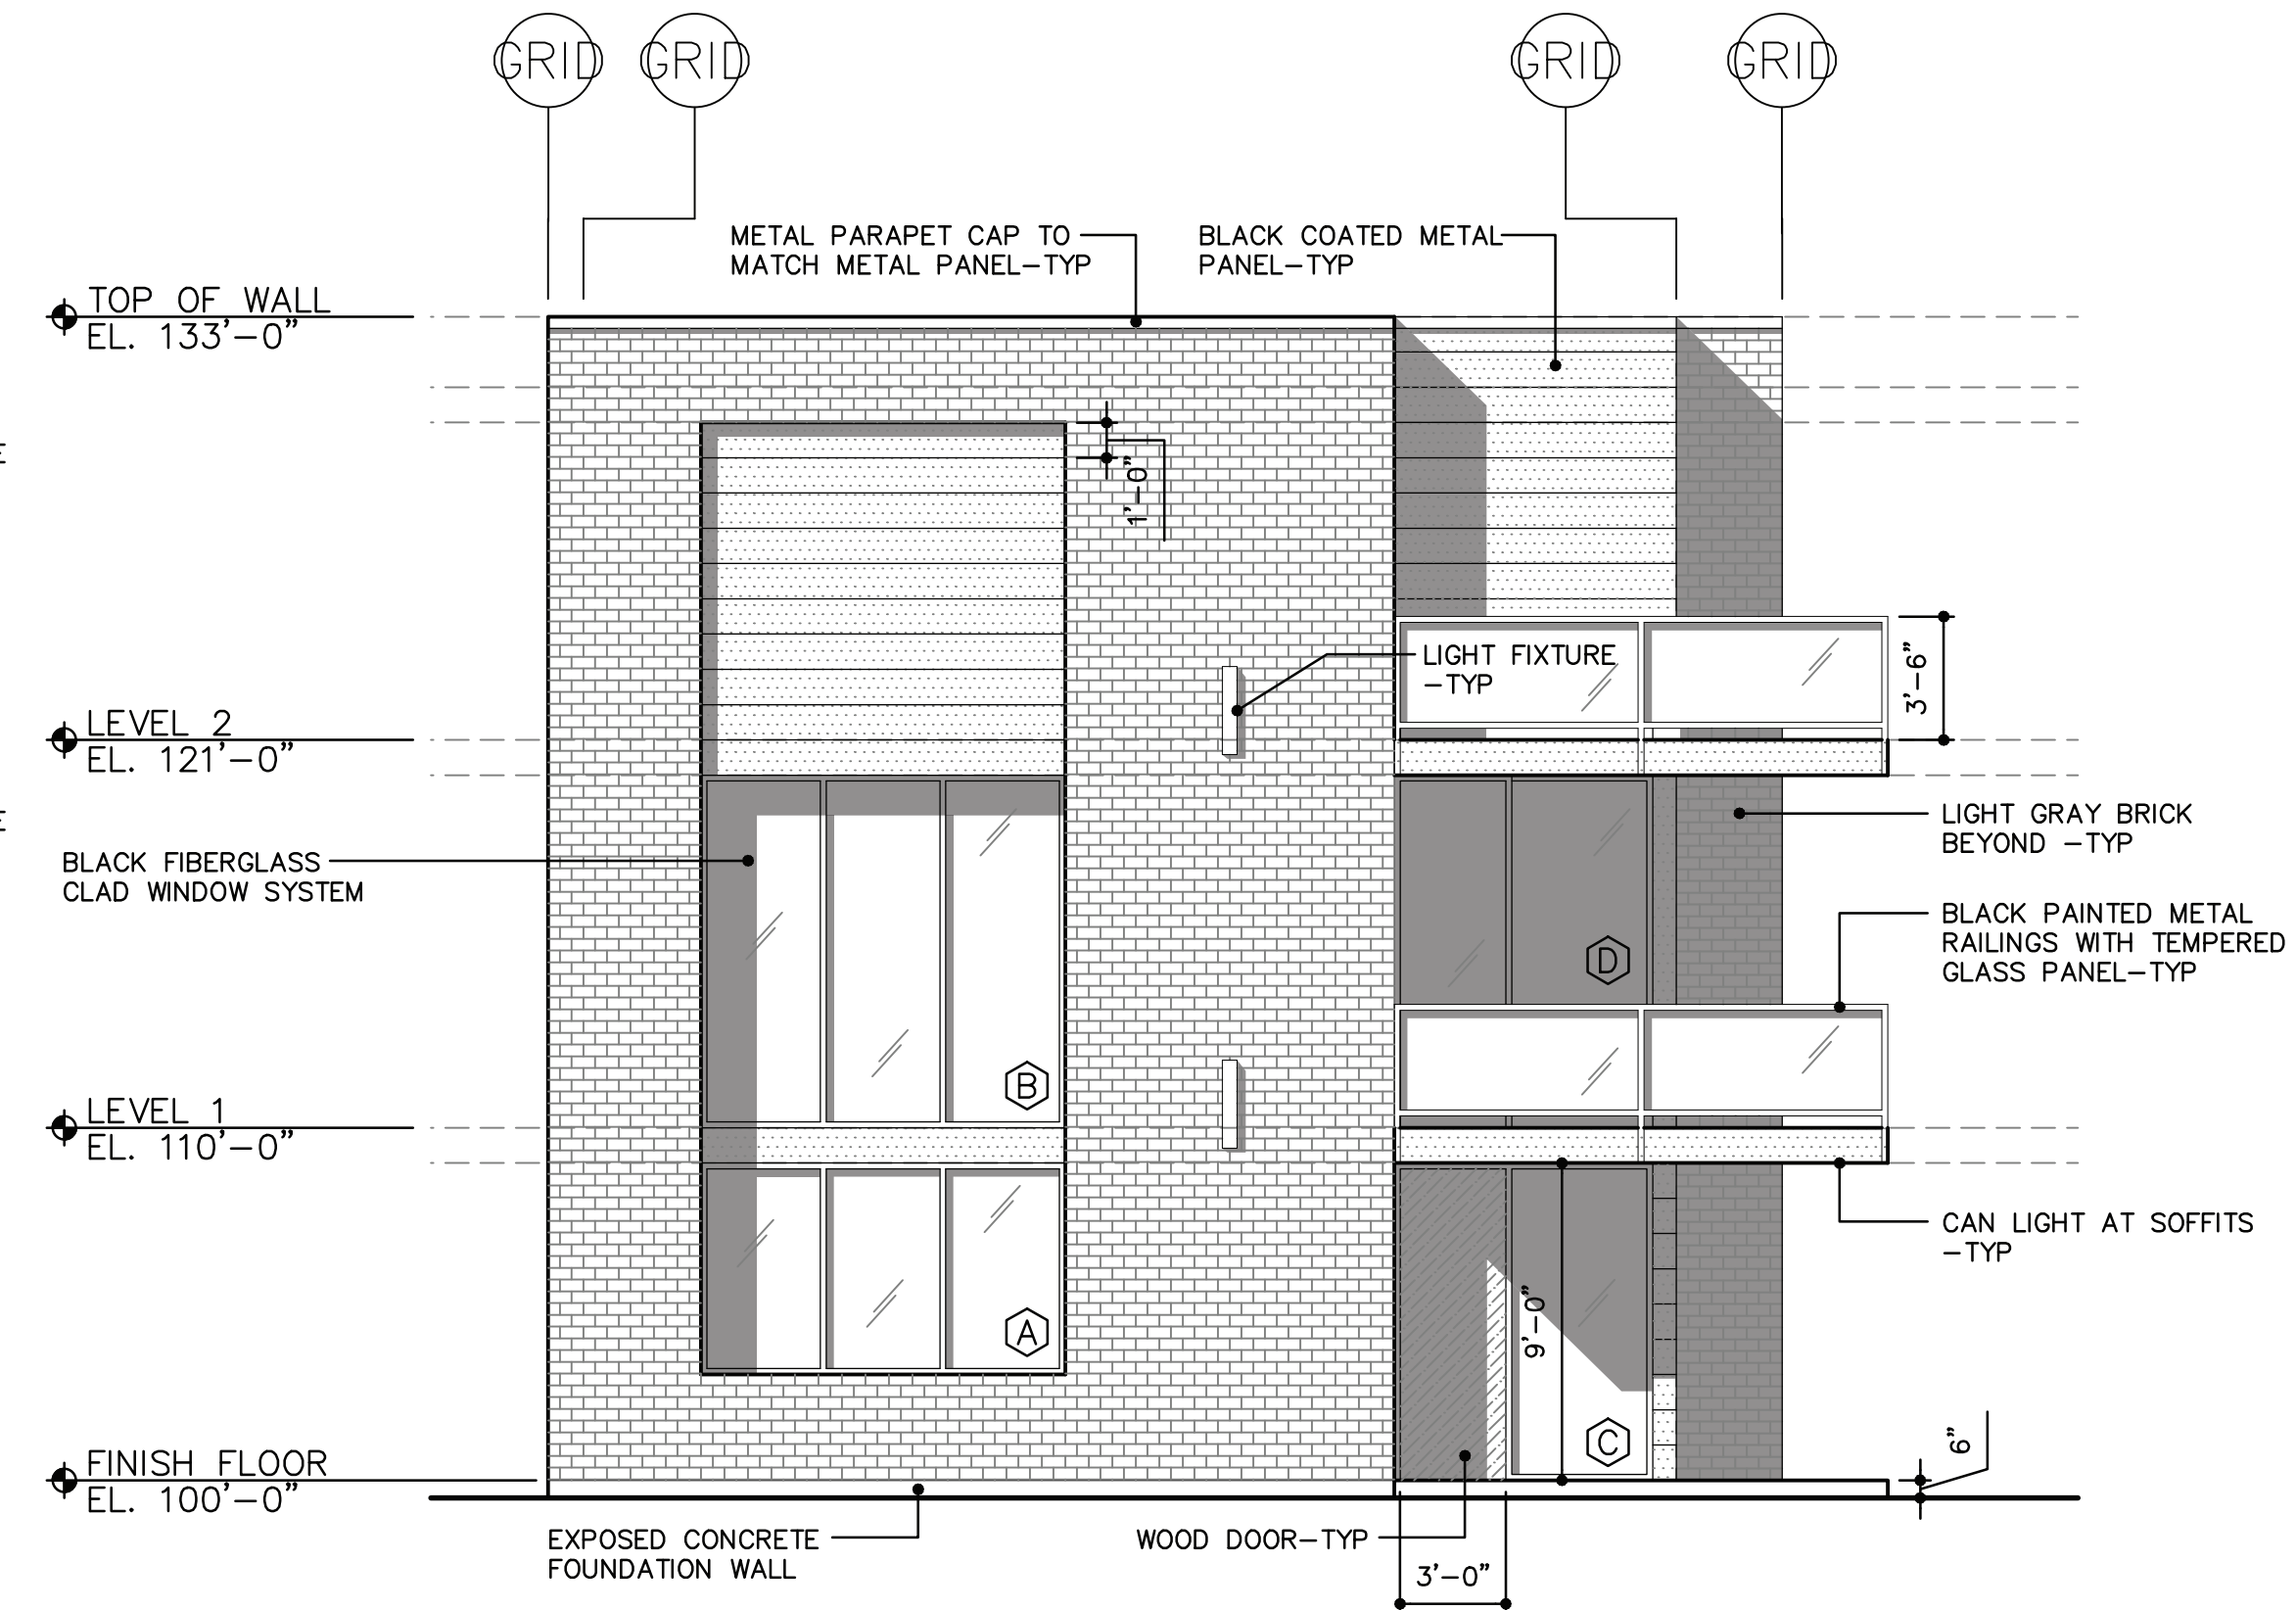 GRID
GRID
GRID
GRID
METAL PARAPET CAP TO
MATCH METAL PANEL-TYP
BLACK COATED METAL
PANEL-TYP
TOP OF WALL
EL. 133'-0"
1'-0"
LIGHT FIXTURE
-TYP
3'-6"
LEVEL 2
EL. 121'-0"
LIGHT GRAY BRICK
BEYOND -TYP
BLACK FIBERGLASS
CLAD WINDOW SYSTEM
BLACK PAINTED METAL
RAILINGS WITH TEMPERED
GLASS PANEL-TYP
D
B
LEVEL 1
EL. 110'-0"
CAN LIGHT AT SOFFITS
-TYP
A
9'-0"
C
6"
FINISH FLOOR
EL. 100'-0"
EXPOSED CONCRETE
FOUNDATION WALL
WOOD DOOR-TYP
3'-0"